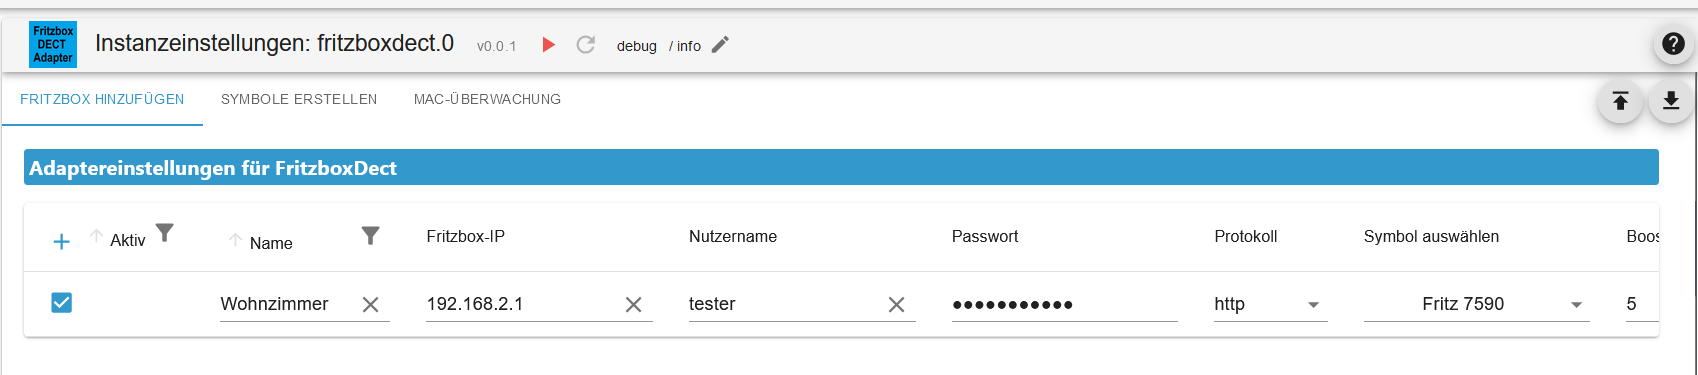 Fritzbox
DECT
Adapter
Instanzeinstellungen: fritzboxdect.0 v0.0.1 debug / info
FRITZBOX HINZUFÜGEN SYMBOLE ERSTELLEN MAC-ÜBERWACHUNG
Adaptereinstellungen für FritzboxDect
Aktiv Name Fritzbox-IP Nutzername Passwort Protokoll Symbol auswählen Boos
Wohnzimmer 192.168.2.1 tester ●●●●●●●●●●● http Fritz 7590 5